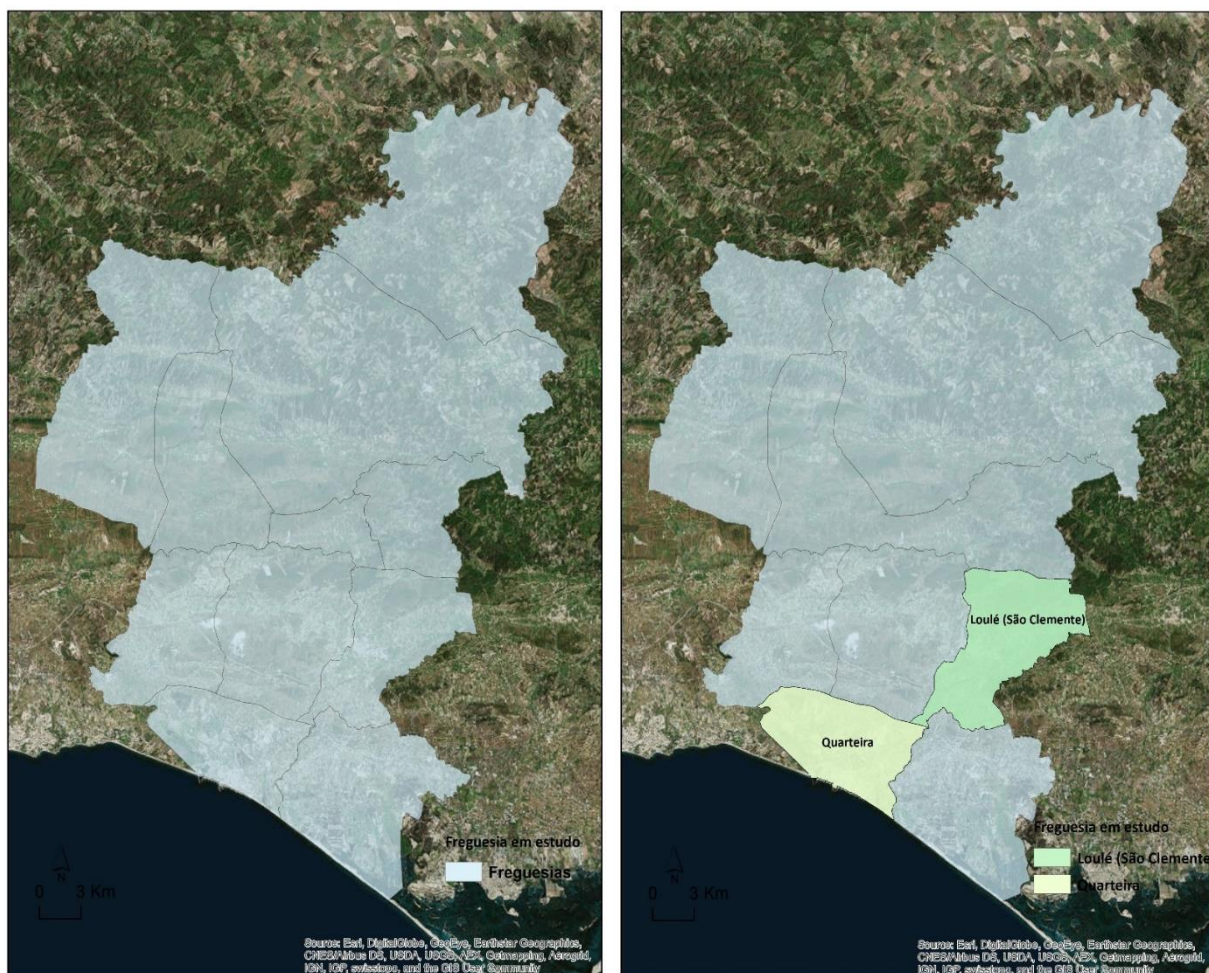 Freguesia em estudo
Freguesias
N
0 3 Km
Source: Esri, DigitalGlobe, GeoEye, Earthstar Geographics,
CNES/Airbus DS, USDA, USGS, AEX, Getmapping, Aerogrid,
IGN, IGP, swisstopo, and the GIS User Community
Loulé (São Clemente)
Quarteira
Freguesia em estudo
Loulé (São Clemente)
Quarteira
N
0 3 Km
Source: Esri, DigitalGlobe, GeoEye, Earthstar Geographics,
CNES/Airbus DS, USDA, USGS, AEX, Getmapping, Aerogrid,
IGN, IGP, swisstopo, and the GIS User Community